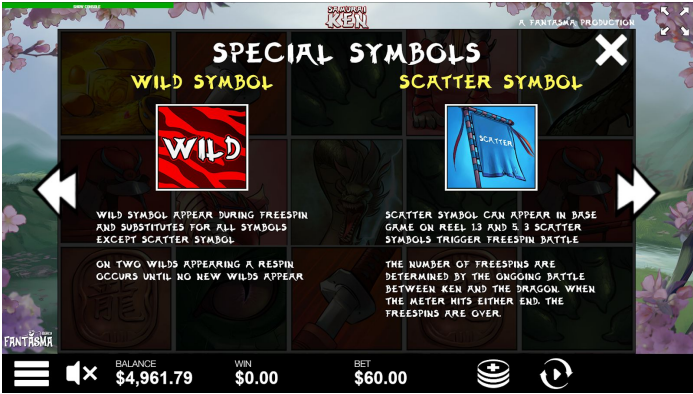 SAMURAI
KEN
A FANTASMA PRODUCTION
SPECIAL SYMBOLS
WILD SYMBOL
SCATTER SYMBOL
WILD
SCATTER
WILD SYMBOL APPEAR DURING FREESPIN
AND SUBSTITUTES FOR ALL SYMBOLS
EXCEPT SCATTER SYMBOL
ON TWO WILDS APPEARING A RESPIN
OCCURS UNTIL NO NEW WILDS APPEAR
SCATTER SYMBOL CAN APPEAR IN BASE
GAME ON REEL 1.3 AND 5. 3 SCATTER
SYMBOLS TRIGGER FREESPIN BATTLE
THE NUMBER OF FREESPINS ARE
DETERMINED BY THE ONGOING BATTLE
BETWEEN KEN AND THE DRAGON. WHEN
THE METER HITS EITHER END. THE
FREESPINS ARE OVER.
龍
FANTASMA
BALANCE
$4,961.79
WIN
$0.00
BET
$60.00